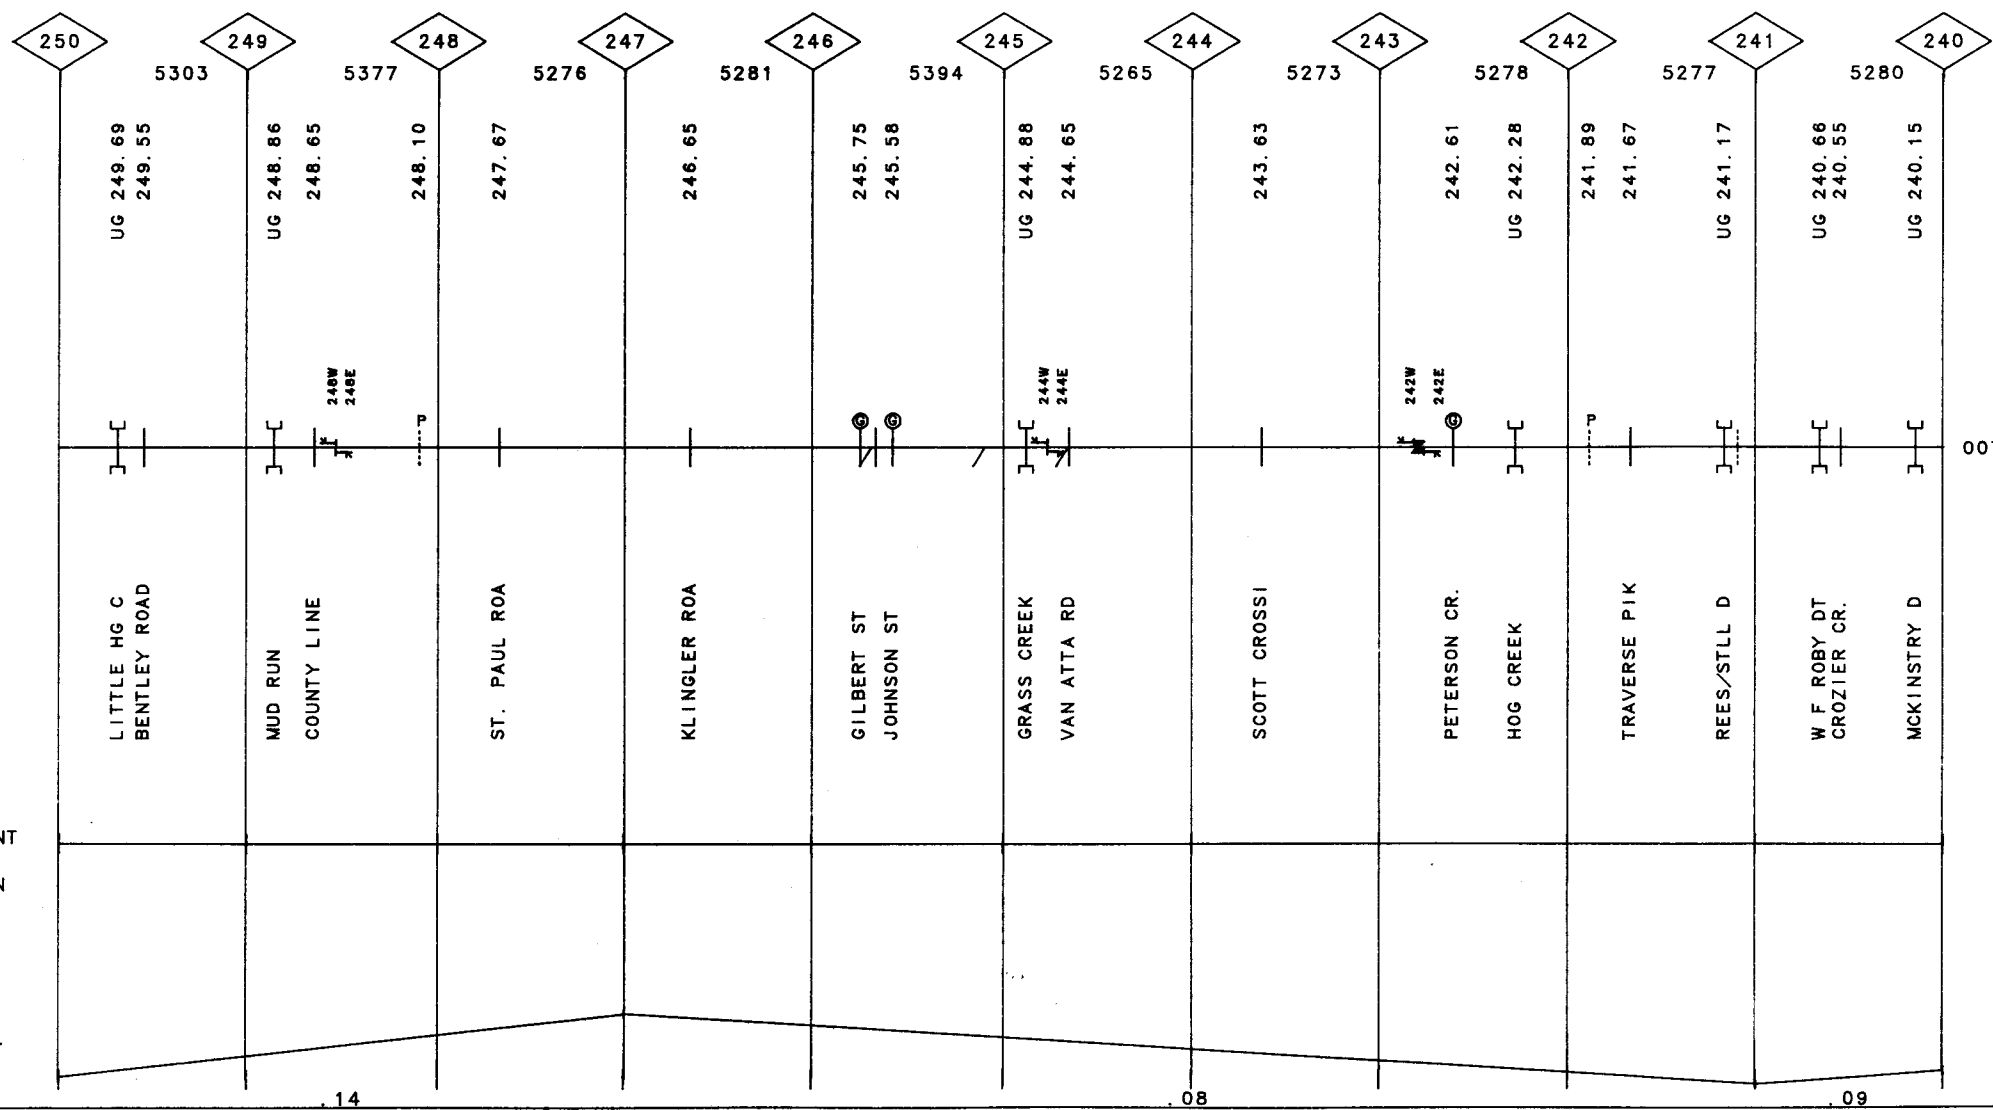 250 249 248 247 246 245 244 243 242 241 240
5303 5377 5276 5281 5394 5265 5273 5278 5277 5280
UG 249.69
249.55
UG 248.86
248.65
248.10
247.67
246.65
245.75
245.58
UG 244.88
244.65
243.63
242.61
UG 242.28
241.89
241.67
UG 241.17
UG 240.66
240.55
UG 240.15
248W
248E
244W
244E
242W
242E
P G G G P
00
LITTLE HG C
BENTLEY ROAD
MUD RUN
COUNTY LINE
ST. PAUL ROA
KLINGLER ROA
GILBERT ST
JOHNSON ST
GRASS CREEK
VAN ATTA RD
SCOTT CROSSI
PETERSON CR.
HOG CREEK
TRAVERSE PIK
REES/STLL D
W F ROBY DT
CROZIER CR.
MCKINSTRY D
NT
.14 .08 .09